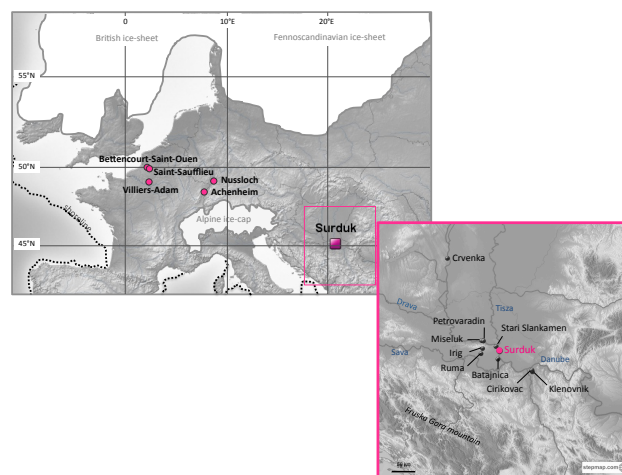 0
10°E
20°E
British ice-sheet
Fennoscandinavian ice-sheet
55°N
50°N
45°N
Bettencourt-Saint-Ouen
Saint-Saufflieu
Villiers-Adam
Nussloch
Achenheim
shoreline
Alpine ice-cap
Surduk
Crvenka
Drava
Tisza
Petrovaradin
Stari Slankamen
Miseluk
Irig
Surduk
Sava
Ruma
Danube
Batajnica
Cirikovac
Klenovnik
Fruska Gora mountain
stepmap.com